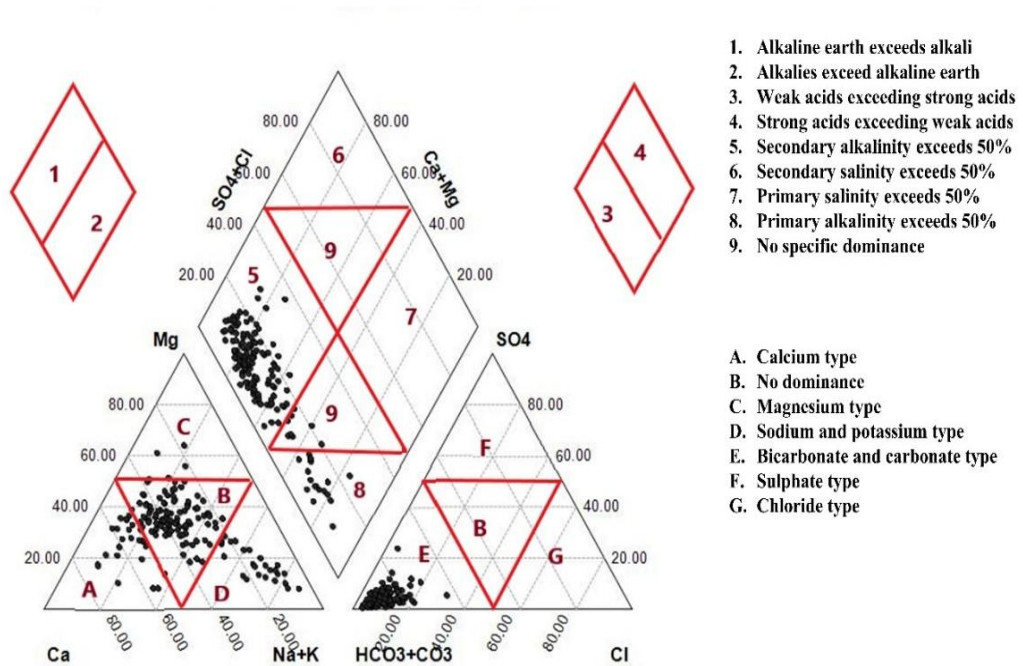 1. Alkaline earth exceeds alkali
2. Alkalies exceed alkaline earth
3. Weak acids exceeding strong acids
4. Strong acids exceeding weak acids
5. Secondary alkalinity exceeds 50%
6. Secondary salinity exceeds 50%
7. Primary salinity exceeds 50%
8. Primary alkalinity exceeds 50%
9. No specific dominance
A. Calcium type
B. No dominance
C. Magnesium type
D. Sodium and potassium type
E. Bicarbonate and carbonate type
F. Sulphate type
G. Chloride type
1
2
4
3
80.00
80.00
6
60.00
60.00
SO4+Cl
Ca+Mg
40.00
40.00
9
20.00
5
20.00
7
9
8
Mg
SO4
80.00
80.00
C
F
60.00
60.00
B
40.00
40.00
B
20.00
E
G
20.00
A
D
80.00
60.00
40.00
20.00
20.00
40.00
60.00
80.00
Ca
Na+K
HCO3+CO3
Cl